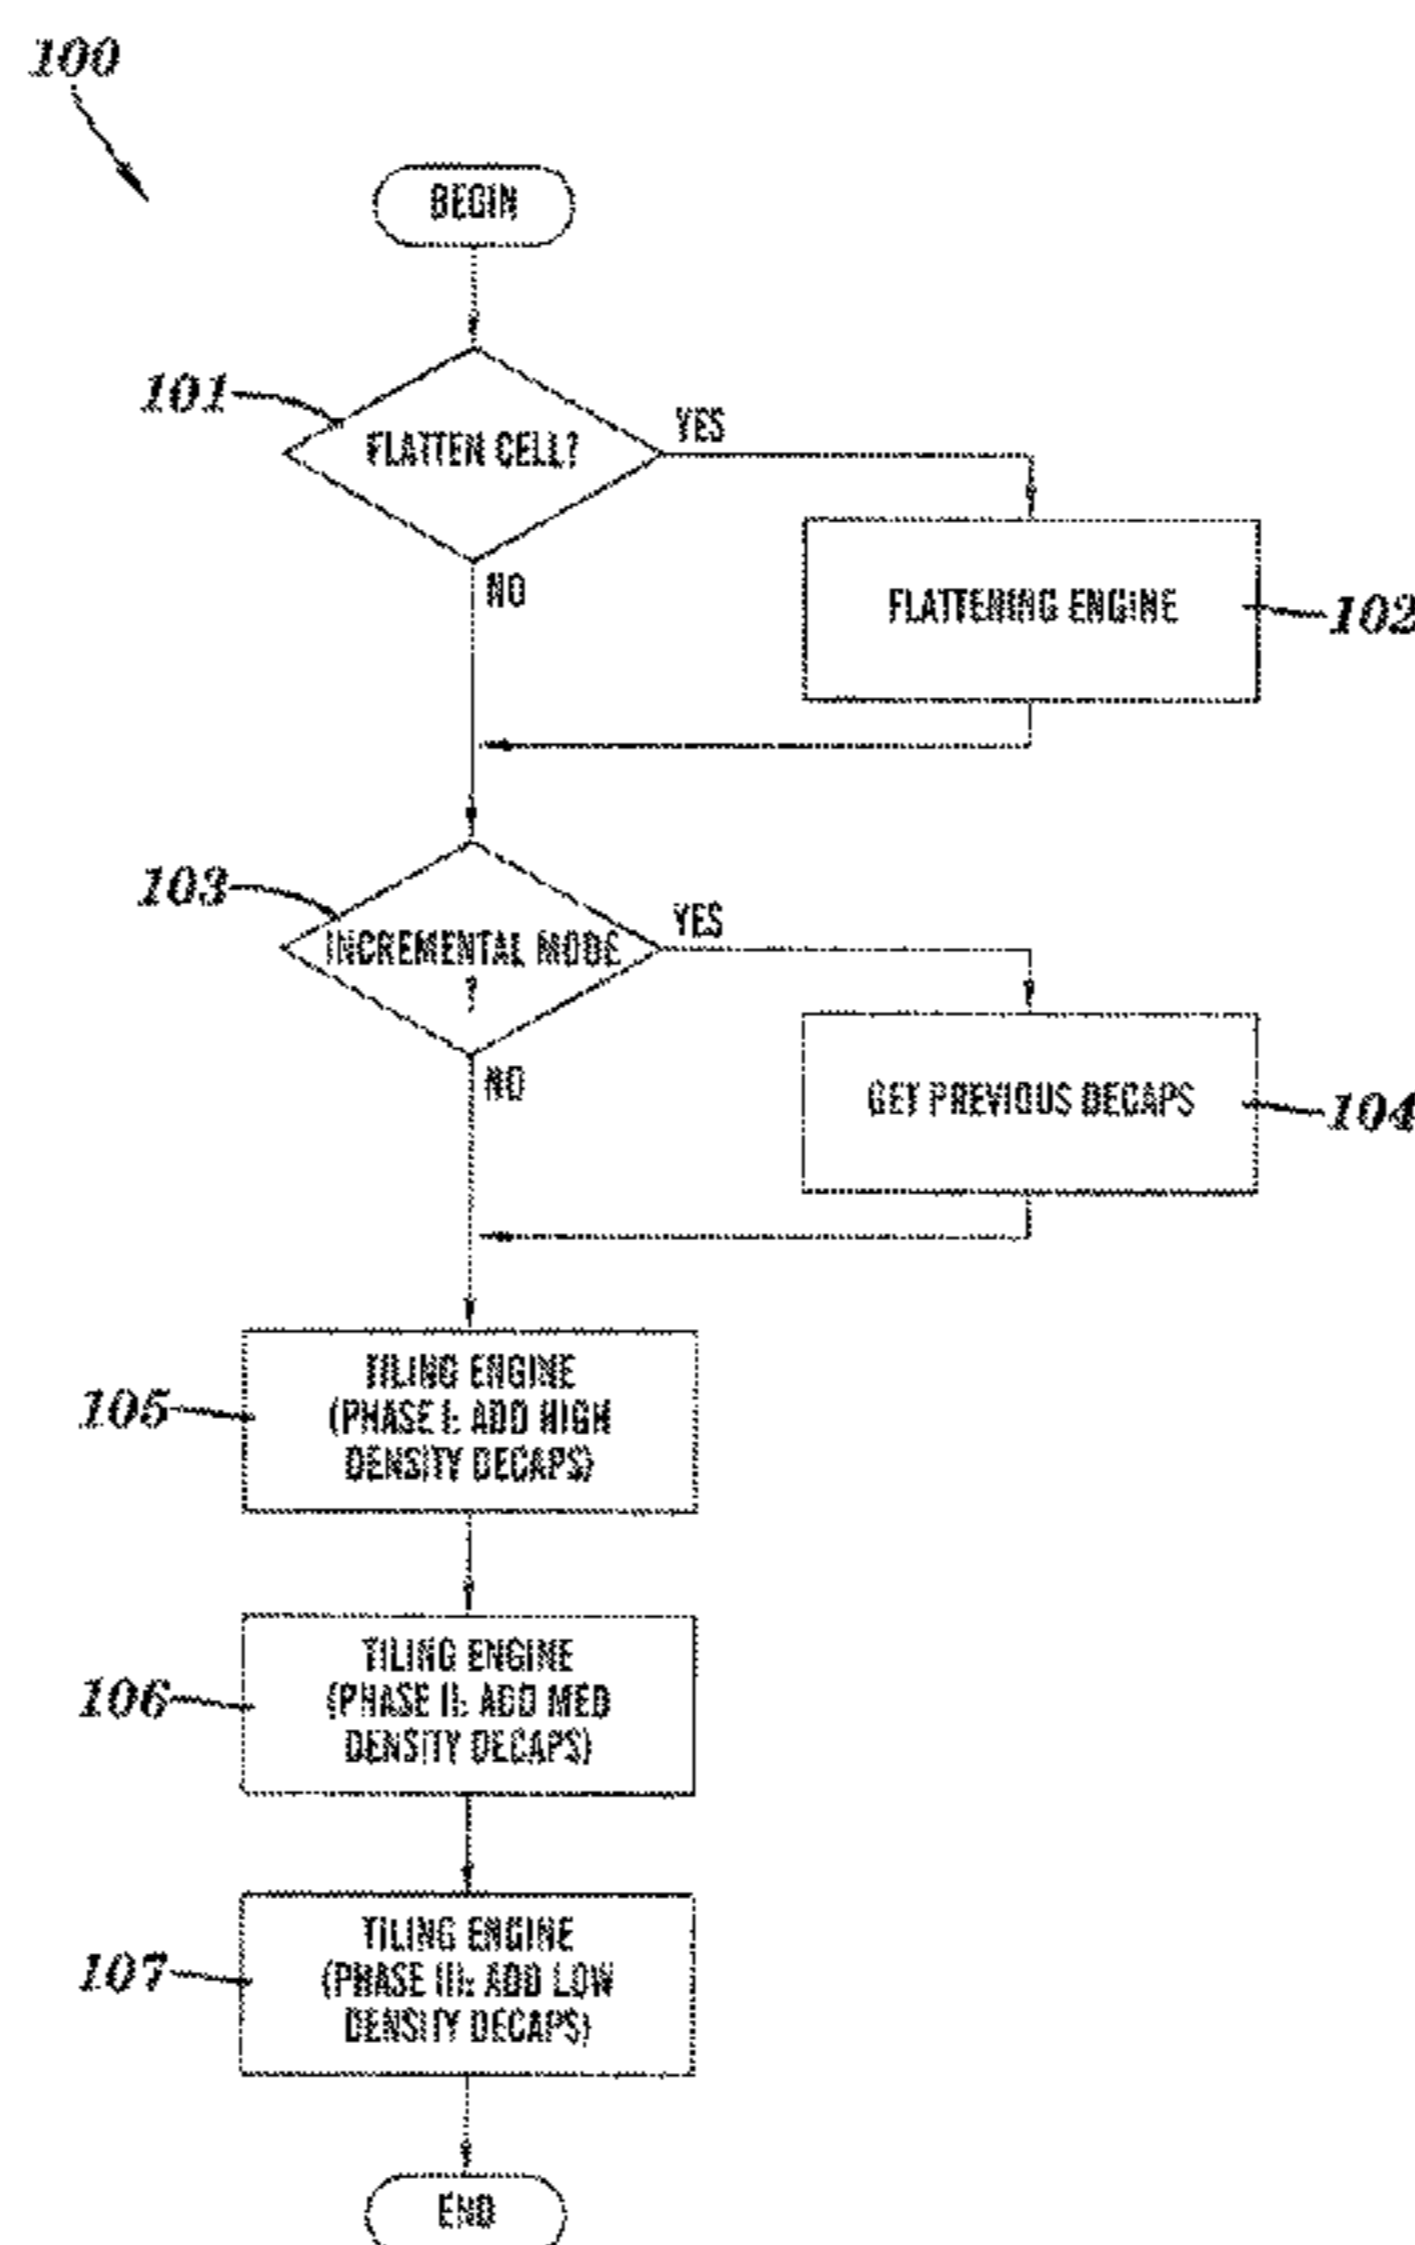 100
BEGIN
101
FLATTEN CELL?
YES
NO
FLATTENING ENGINE
102
103
INCREMENTAL MODE
?
YES
NO
GET PREVIOUS DECAPS
104
105
TILING ENGINE
(PHASE I: ADD HIGH
DENSITY DECAPS)
106
TILING ENGINE
(PHASE II: ADD MED
DENSITY DECAPS)
107
TILING ENGINE
(PHASE III: ADD LOW
DENSITY DECAPS)
END